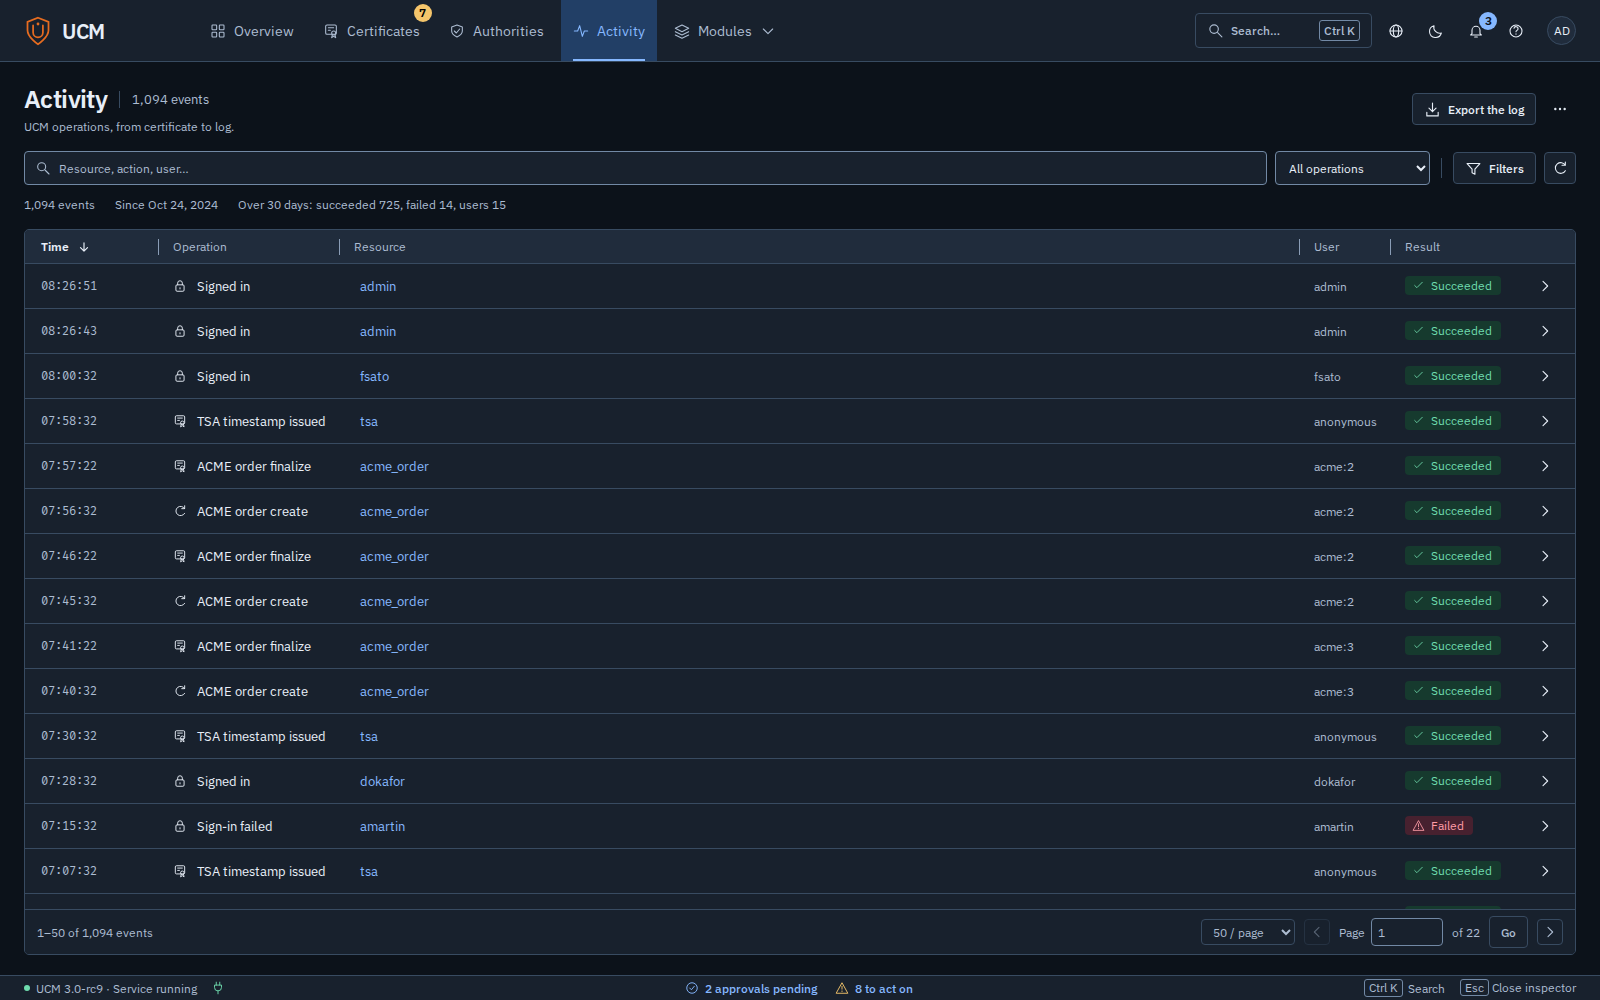 UCM Overview Certificates 7 Authorities Activity Modules Search... Ctrl K 3 AD
Activity 1,094 events
UCM operations, from certificate to log.
Export the log
Resource, action, user... All operations Filters
1,094 events Since Oct 24, 2024 Over 30 days: succeeded 725, failed 14, users 15
Time Operation Resource User Result
08:26:51 Signed in admin admin Succeeded
08:26:43 Signed in admin admin Succeeded
08:00:32 Signed in fsato fsato Succeeded
07:58:32 TSA timestamp issued tsa anonymous Succeeded
07:57:22 ACME order finalize acme_order acme:2 Succeeded
07:56:32 ACME order create acme_order acme:2 Succeeded
07:46:22 ACME order finalize acme_order acme:2 Succeeded
07:45:32 ACME order create acme_order acme:2 Succeeded
07:41:22 ACME order finalize acme_order acme:3 Succeeded
07:40:32 ACME order create acme_order acme:3 Succeeded
07:30:32 TSA timestamp issued tsa anonymous Succeeded
07:28:32 Signed in dokafor dokafor Succeeded
07:15:32 Sign-in failed amartin amartin Failed
07:07:32 TSA timestamp issued tsa anonymous Succeeded
1–50 of 1,094 events 50 / page Page 1 of 22 Go
UCM 3.0-rc9 · Service running 2 approvals pending 8 to act on Ctrl K Search Esc Close inspector